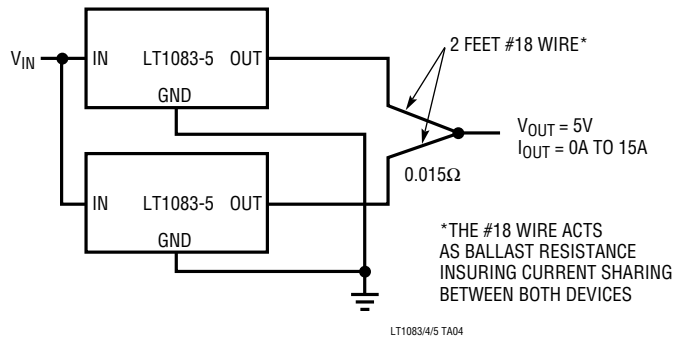 V_IN
IN LT1083-5 OUT
GND
2 FEET #18 WIRE*
V_OUT = 5V
I_OUT = 0A TO 15A
0.015Ω
IN LT1083-5 OUT
GND
*THE #18 WIRE ACTS
AS BALLAST RESISTANCE
INSURING CURRENT SHARING
BETWEEN BOTH DEVICES
LT1083/4/5 TA04